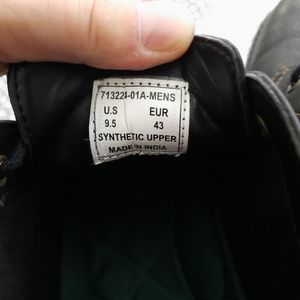 71322I-01A-MENS
U.S EUR
9.5 43
SYNTHETIC UPPER
MADE IN INDIA